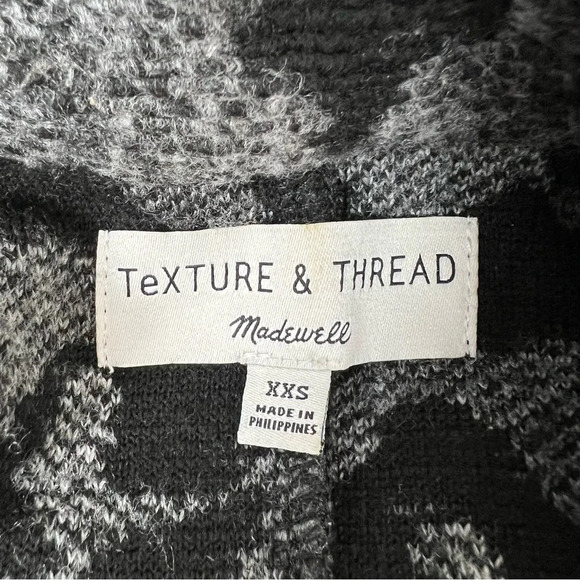 TeXTURE & THREAD
Madewell
XXS
MADE IN
PHILIPPINES